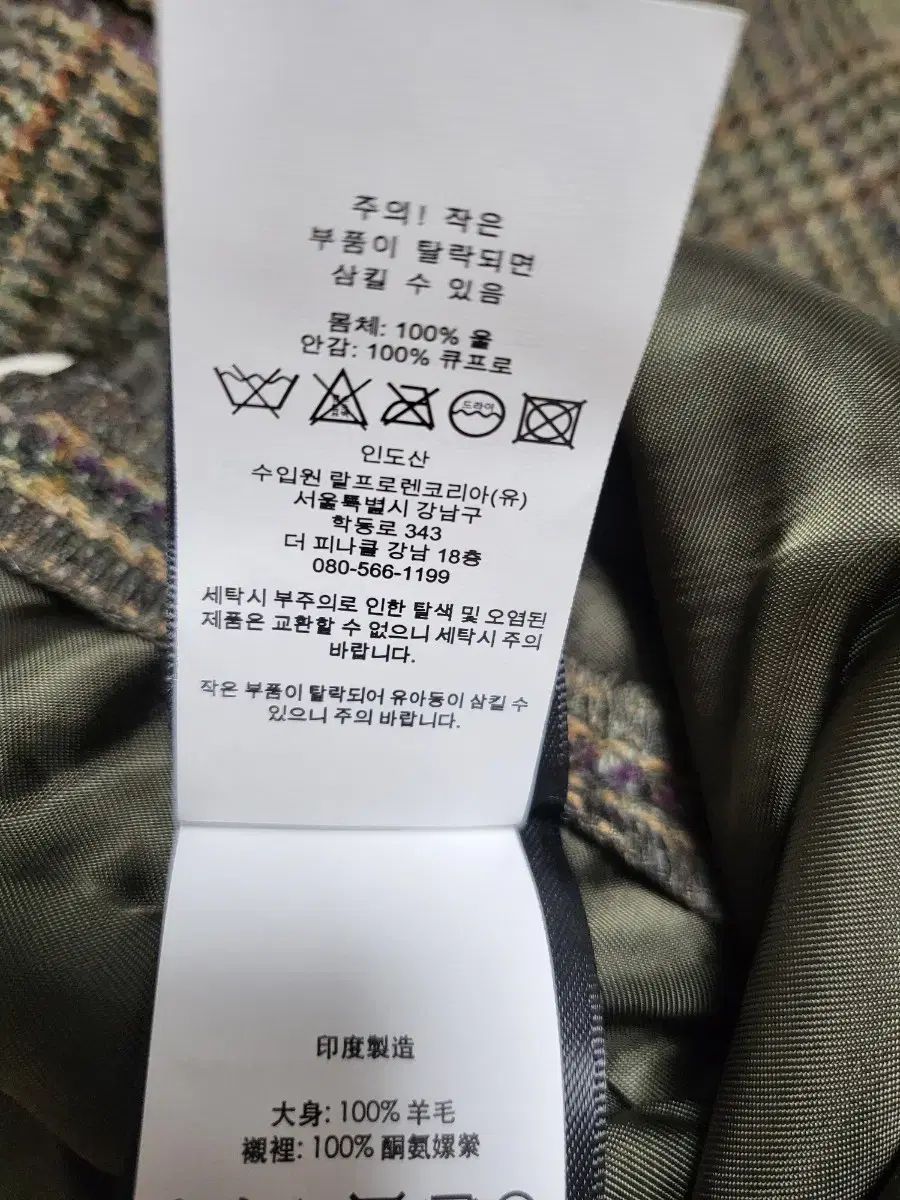 주의! 작은
부품이 탈락되면
삼킬 수 있음
몸체: 100% 울
안감: 100% 큐프로
드라이
인도산
수입원 랄프로렌코리아(유)
서울특별시 강남구
학동로 343
더 피나클 강남 18층
080-566-1199
세탁시 부주의로 인한 탈색 및 오염된
제품은 교환할 수 없으니 세탁시 주의
바랍니다.
작은 부품이 탈락되어 유아동이 삼킬 수
있으니 주의 바랍니다.
印度製造
大身: 100% 羊毛
襯裡: 100% 酮氨嫘縈